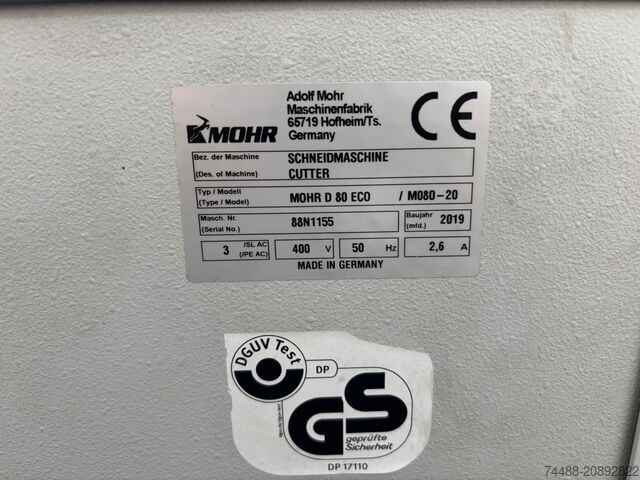 MOHR
Adolf Mohr
Maschinenfabrik
65719 Hofheim/Ts.
Germany
CE
Bez. der Maschine
(Des. of Machine)
SCHNEIDMASCHINE
CUTTER
Typ / Modell
(Type / Model)
MOHR D 80 ECO / M080-20
Masch. Nr.
(Serial No.)
88N1155
Baujahr
(mfd.)
2019
3 /SL AC
(/PE AC)
400 V
50 Hz
2,6 A
MADE IN GERMANY
DGUV Test
DP
GS
geprüfte
Sicherheit
DP 17110
74488-20892822